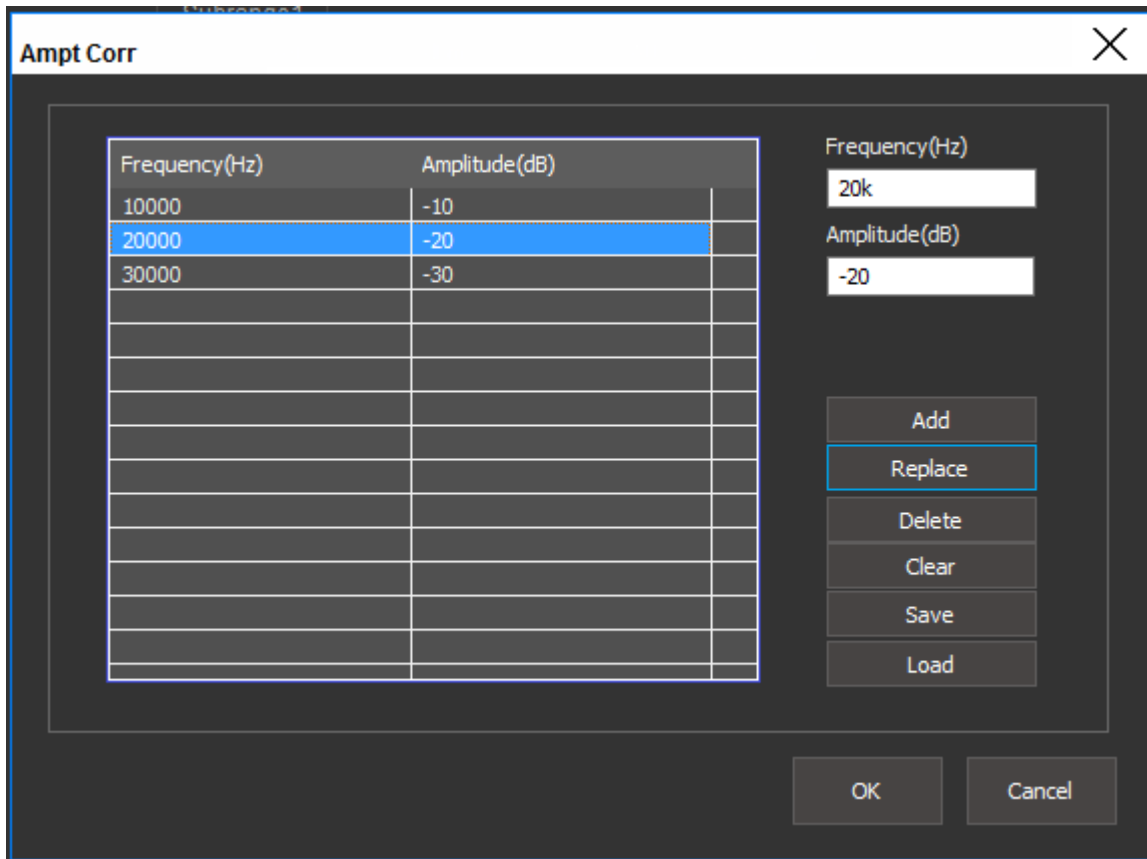 Ampt Corr
Frequency(Hz) Amplitude(dB)
10000 -10
20000 -20
30000 -30
Frequency(Hz)
20k
Amplitude(dB)
-20
Add
Replace
Delete
Clear
Save
Load
OK Cancel